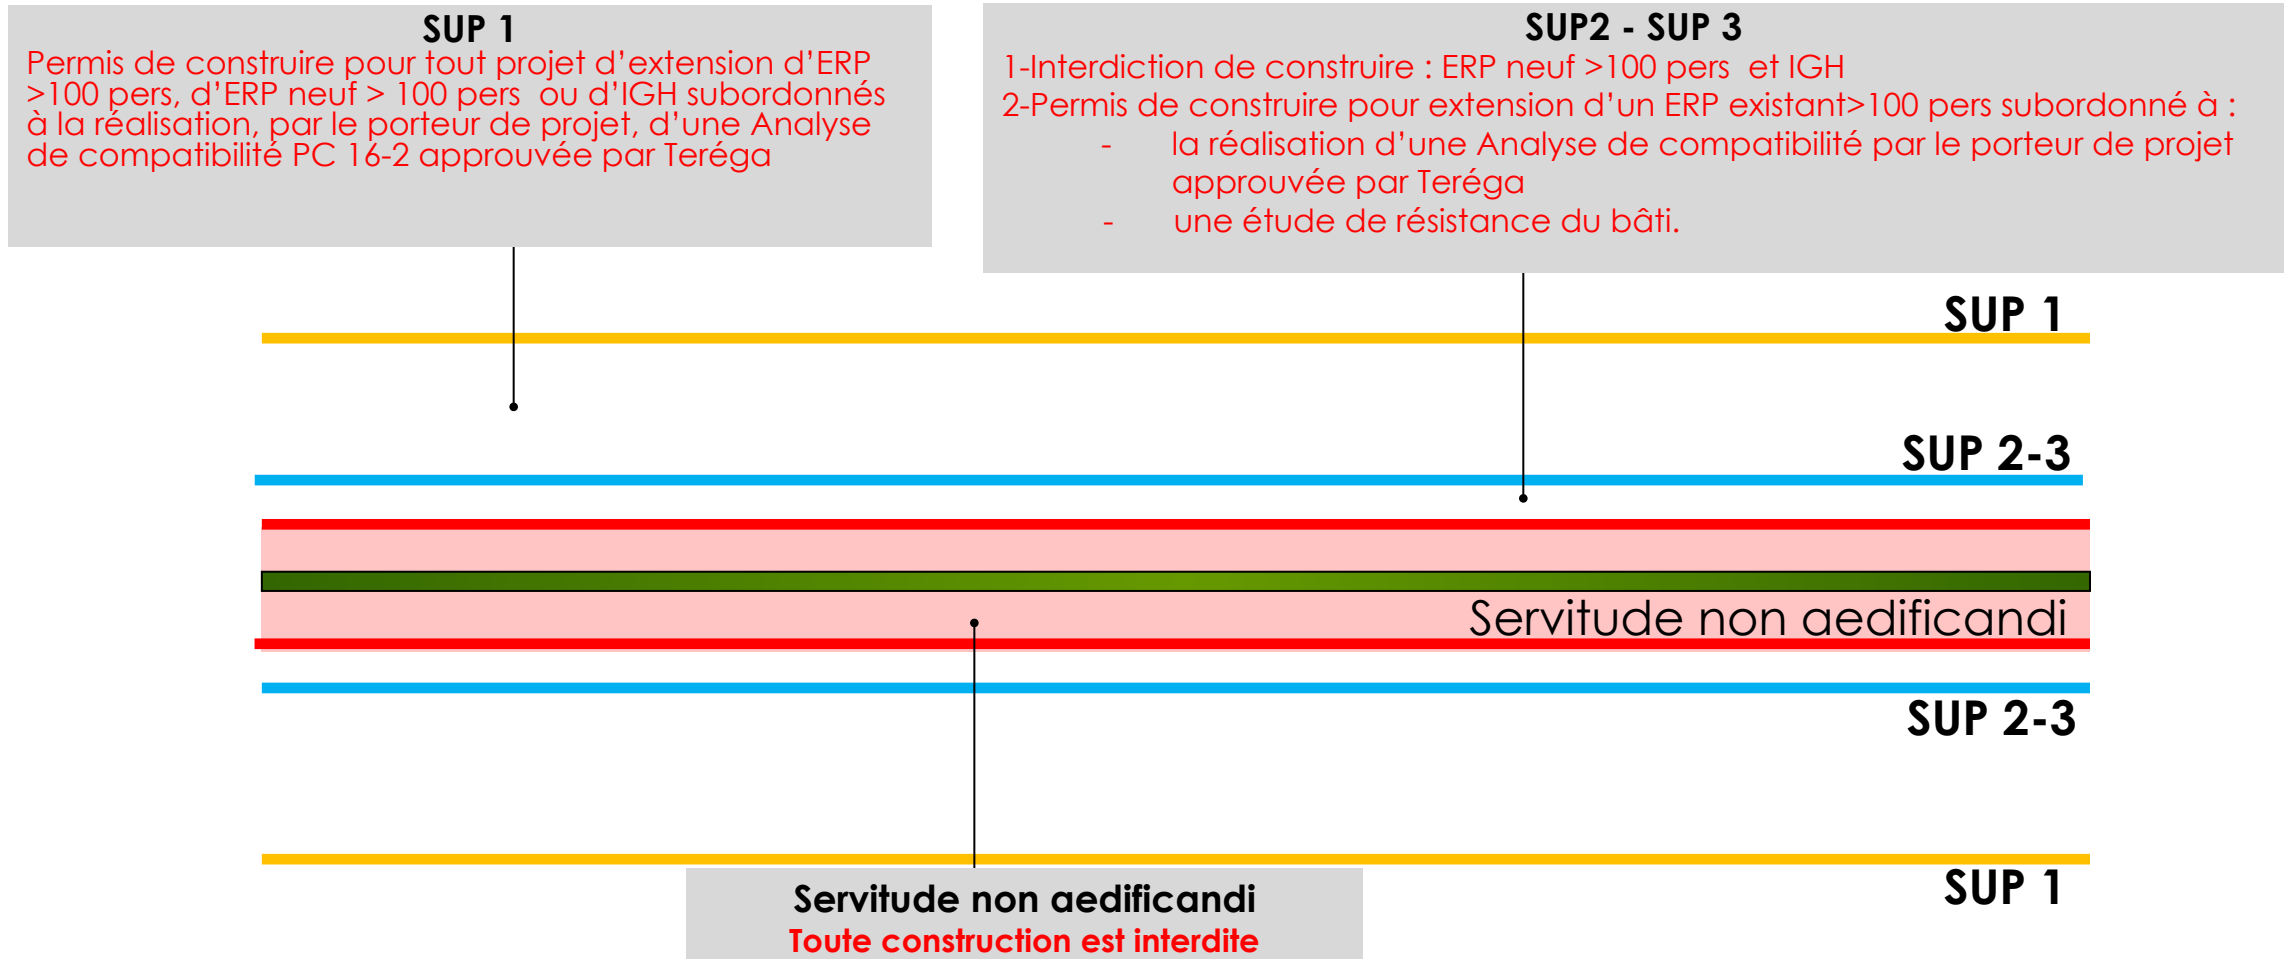 SUP 1
Permis de construire pour tout projet d’extension d’ERP
>100 pers, d’ERP neuf > 100 pers ou d’IGH subordonnés
à la réalisation, par le porteur de projet, d’une Analyse
de compatibilité PC 16-2 approuvée par Teréga
SUP2 - SUP 3
1-Interdiction de construire : ERP neuf >100 pers et IGH
2-Permis de construire pour extension d’un ERP existant>100 pers subordonné à :
- la réalisation d’une Analyse de compatibilité par le porteur de projet
approuvée par Teréga
- une étude de résistance du bâti.
SUP 1
SUP 2-3
Servitude non aedificandi
SUP 2-3
SUP 1
Servitude non aedificandi
Toute construction est interdite